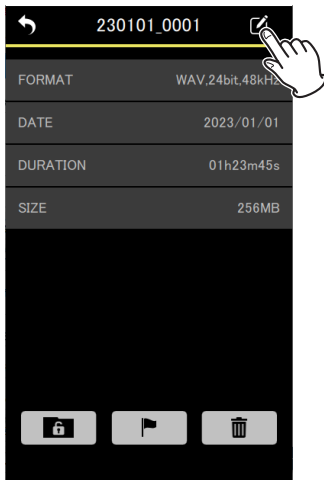 230101_0001
FORMAT WAV,24bit,48kHz
DATE 2023/01/01
DURATION 01h23m45s
SIZE 256MB